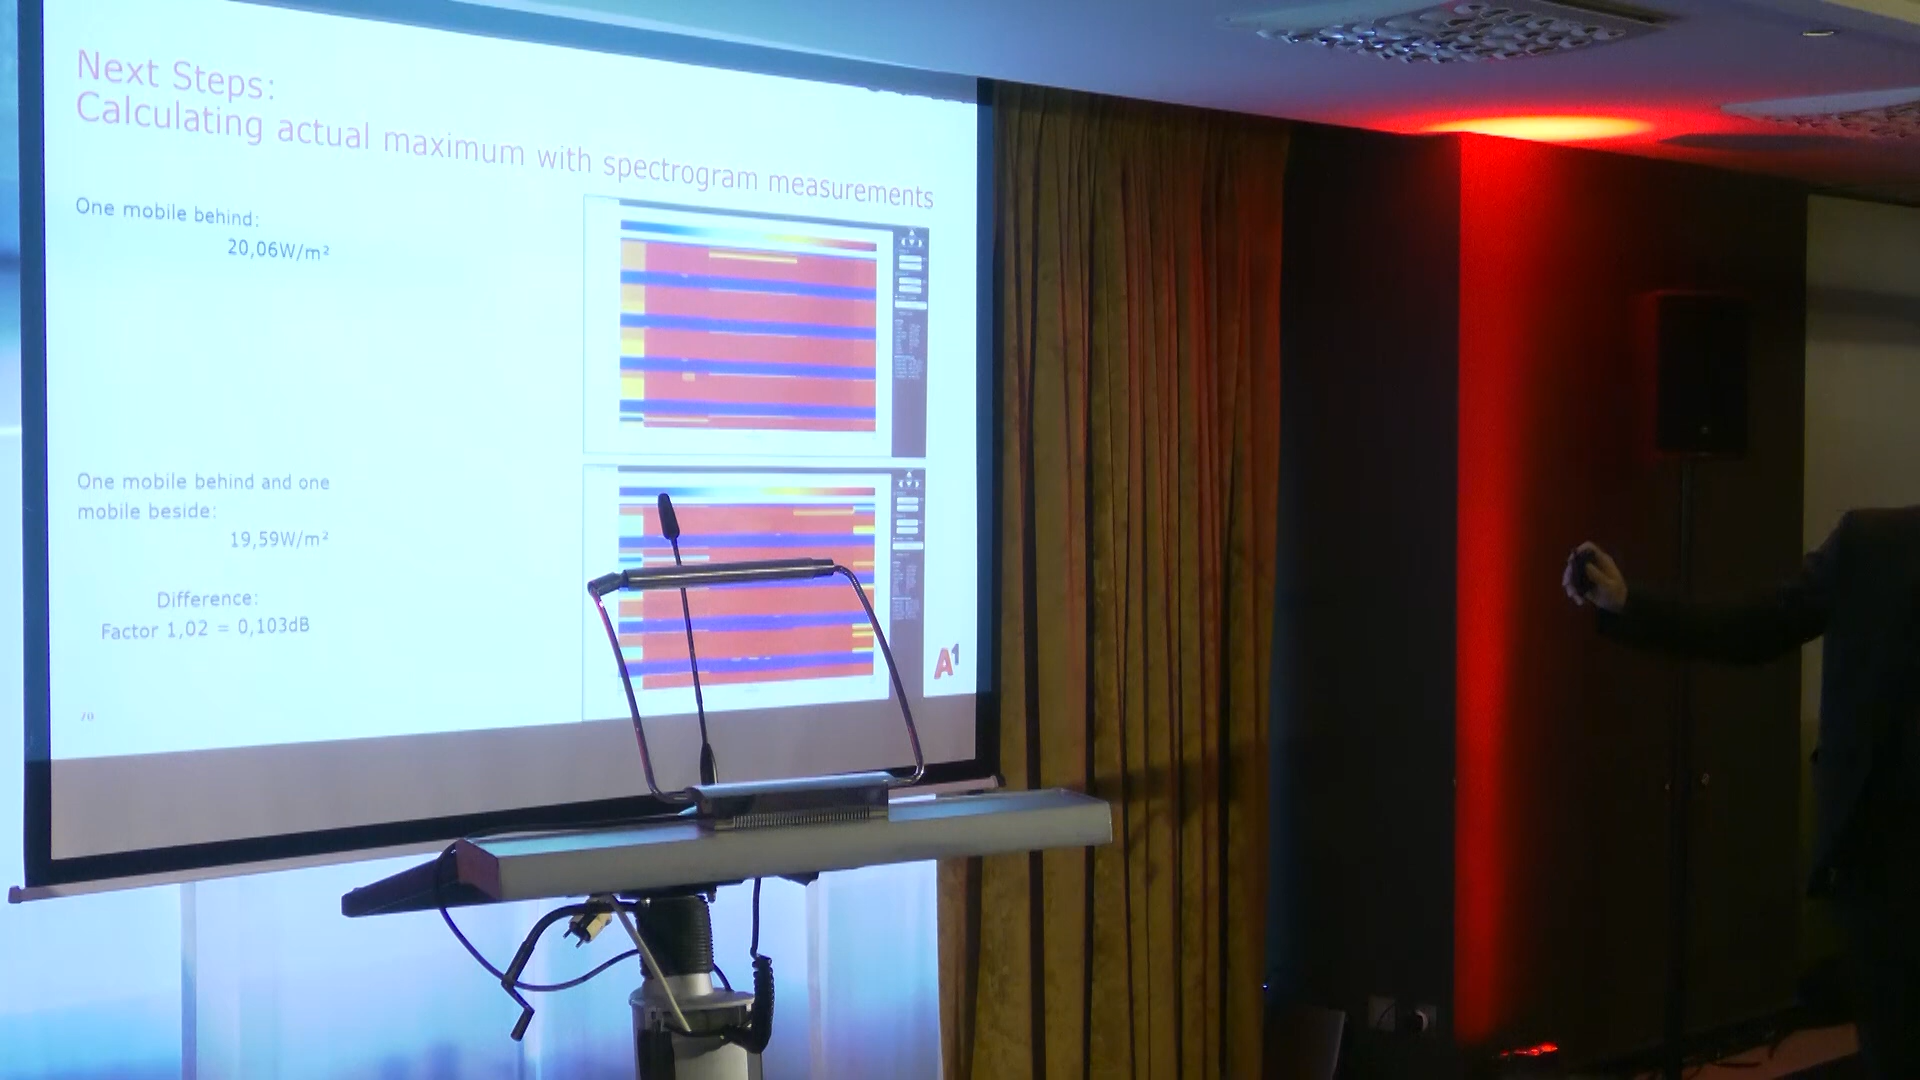 Next Steps:
Calculating actual maximum with spectrogram measurements
One mobile behind:
20,06W/m²
One mobile behind and one
mobile beside:
19,59W/m²
Difference:
Factor 1,02 = 0,103dB
A1